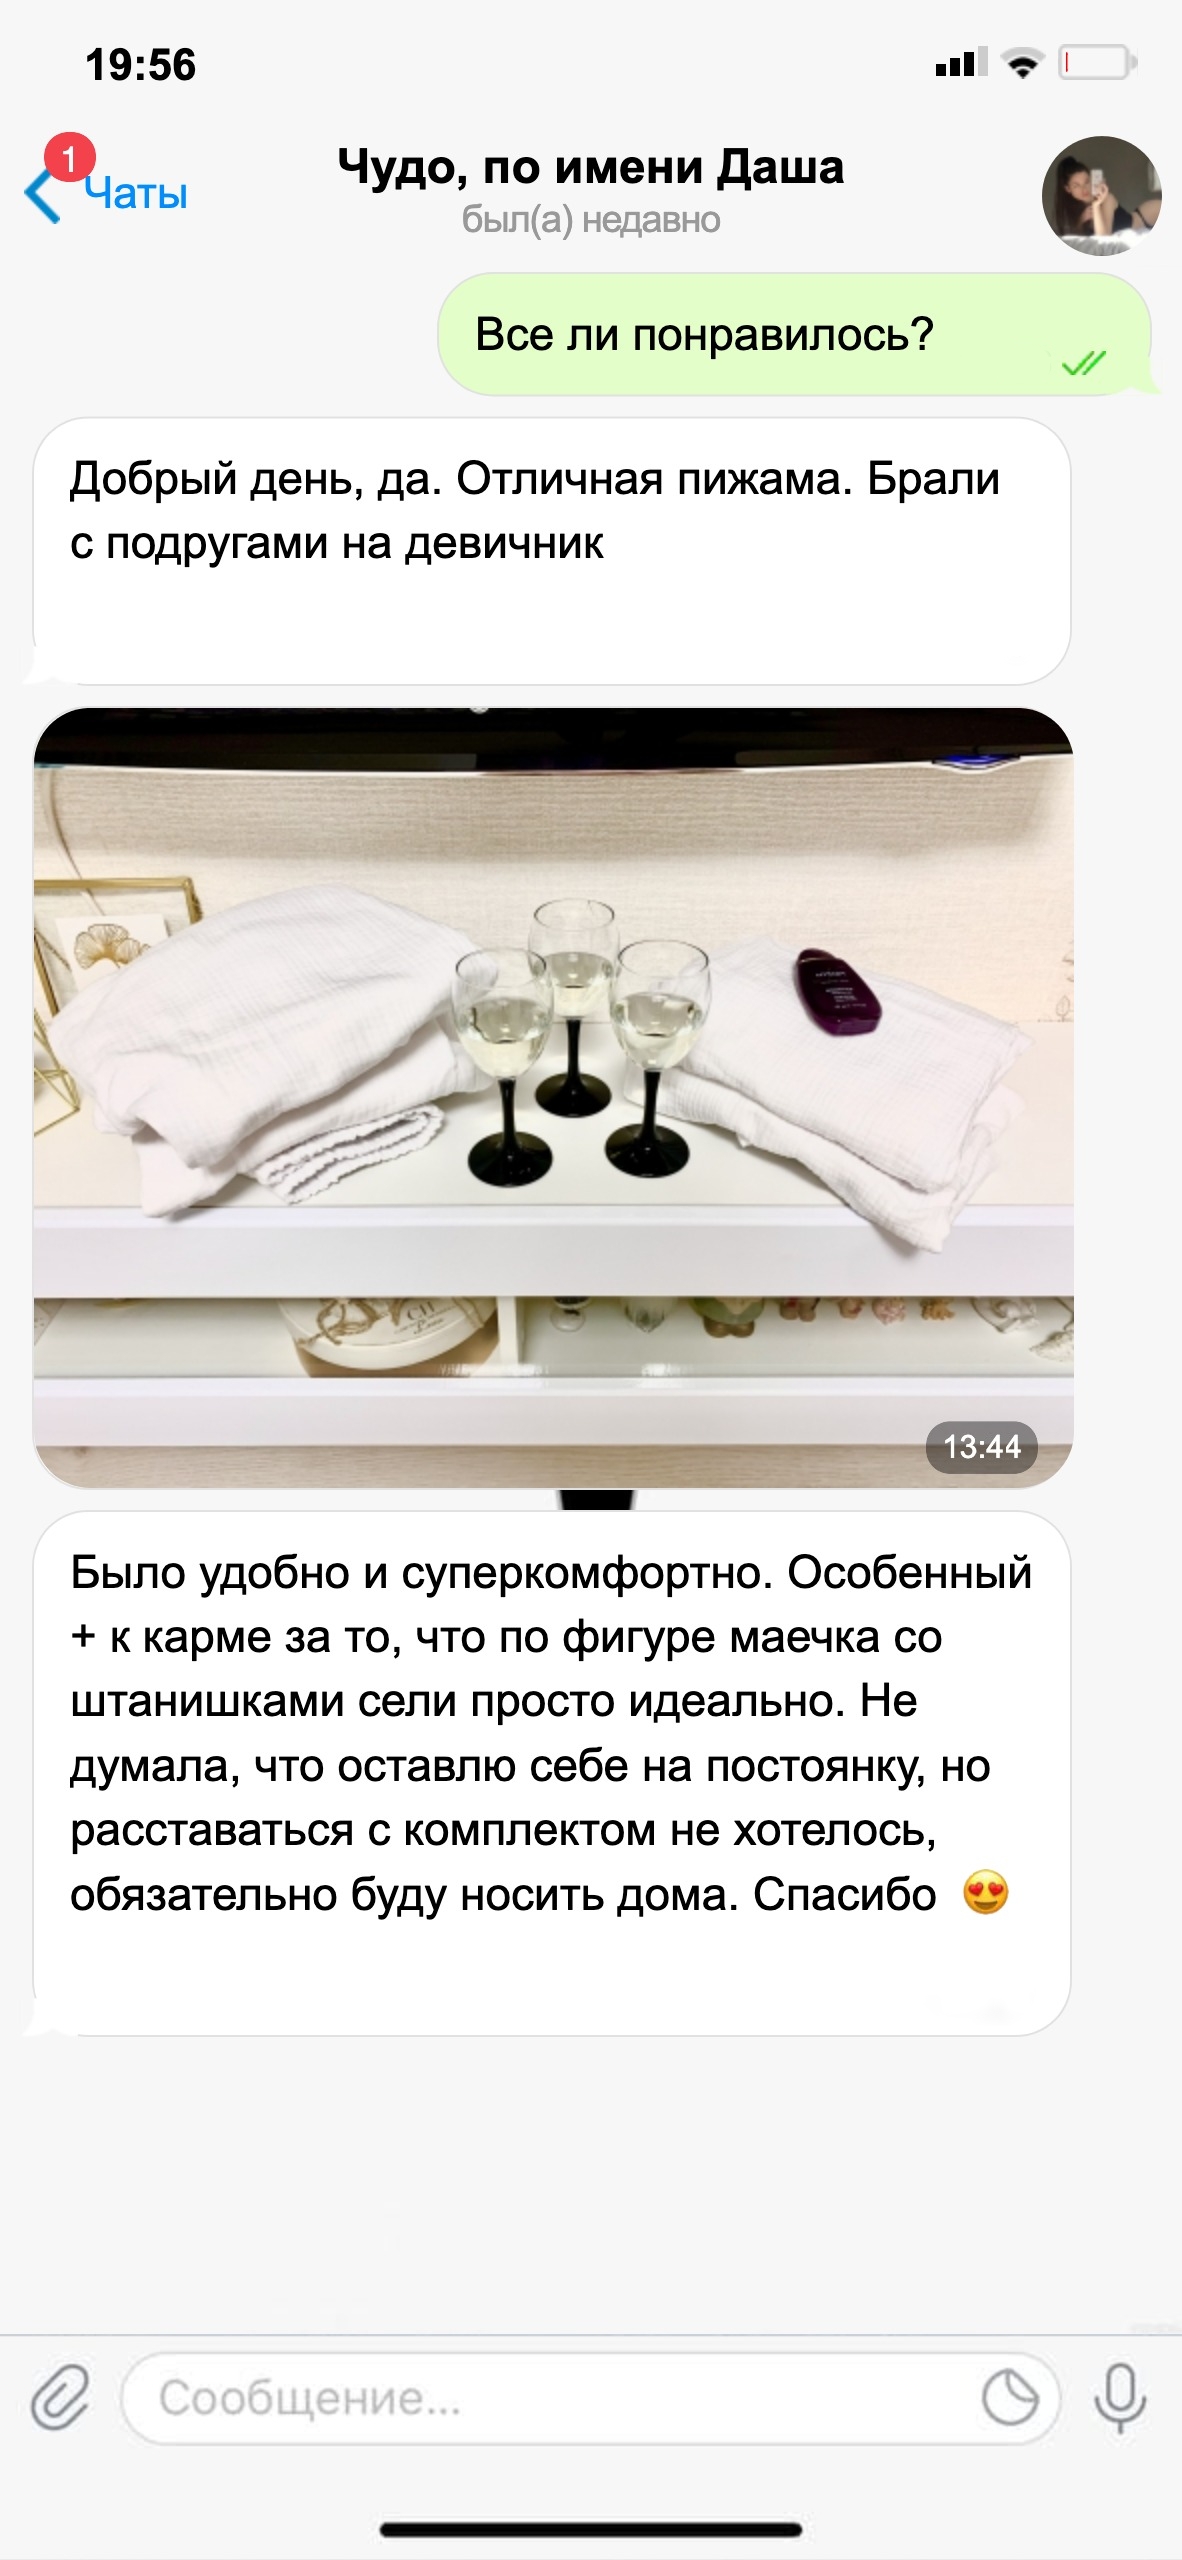 19:56
1
Чаты
Чудо, по имени Даша
был(а) недавно
Все ли понравилось?
Добрый день, да. Отличная пижама. Брали
с подругами на девичник
CH
13:44
Было удобно и суперкомфортно. Особенный
+ к карме за то, что по фигуре маечка со
штанишками сели просто идеально. Не
думала, что оставлю себе на постоянку, но
расставаться с комплектом не хотелось,
обязательно буду носить дома. Спасибо 😍
Сообщение...